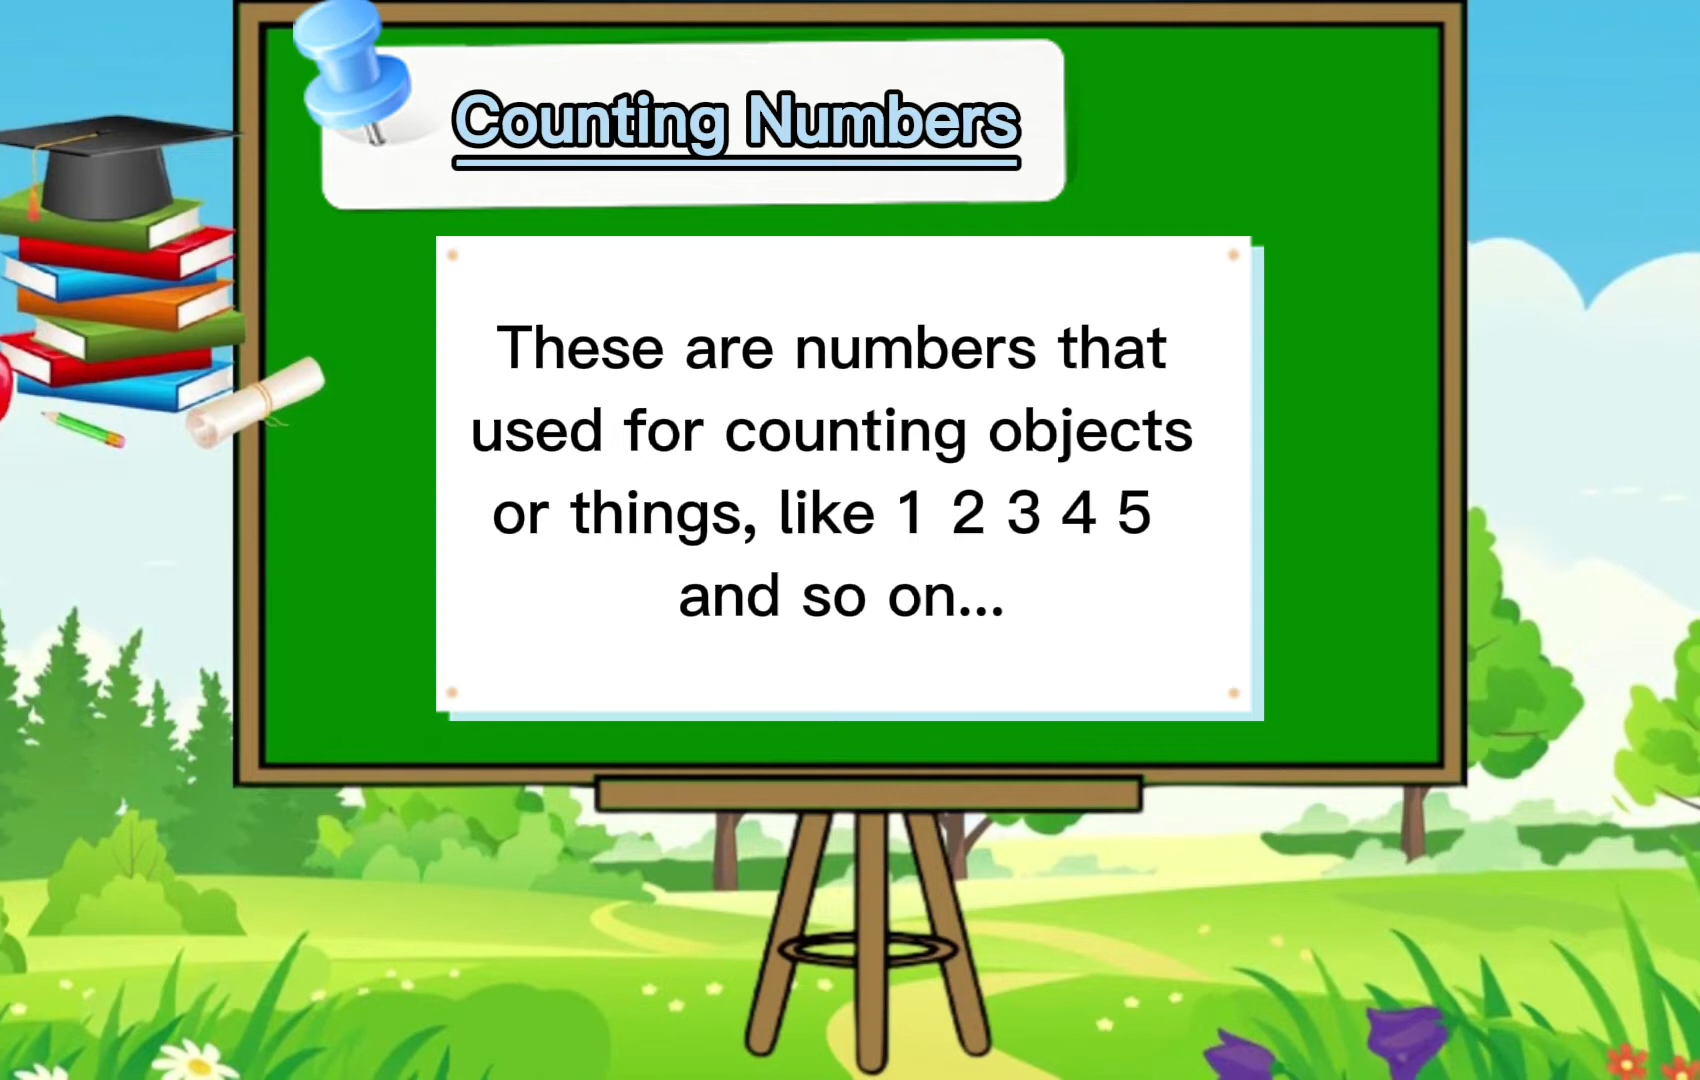 Counting Numbers
These are numbers that
used for counting objects
or things, like 1 2 3 4 5
and so on...